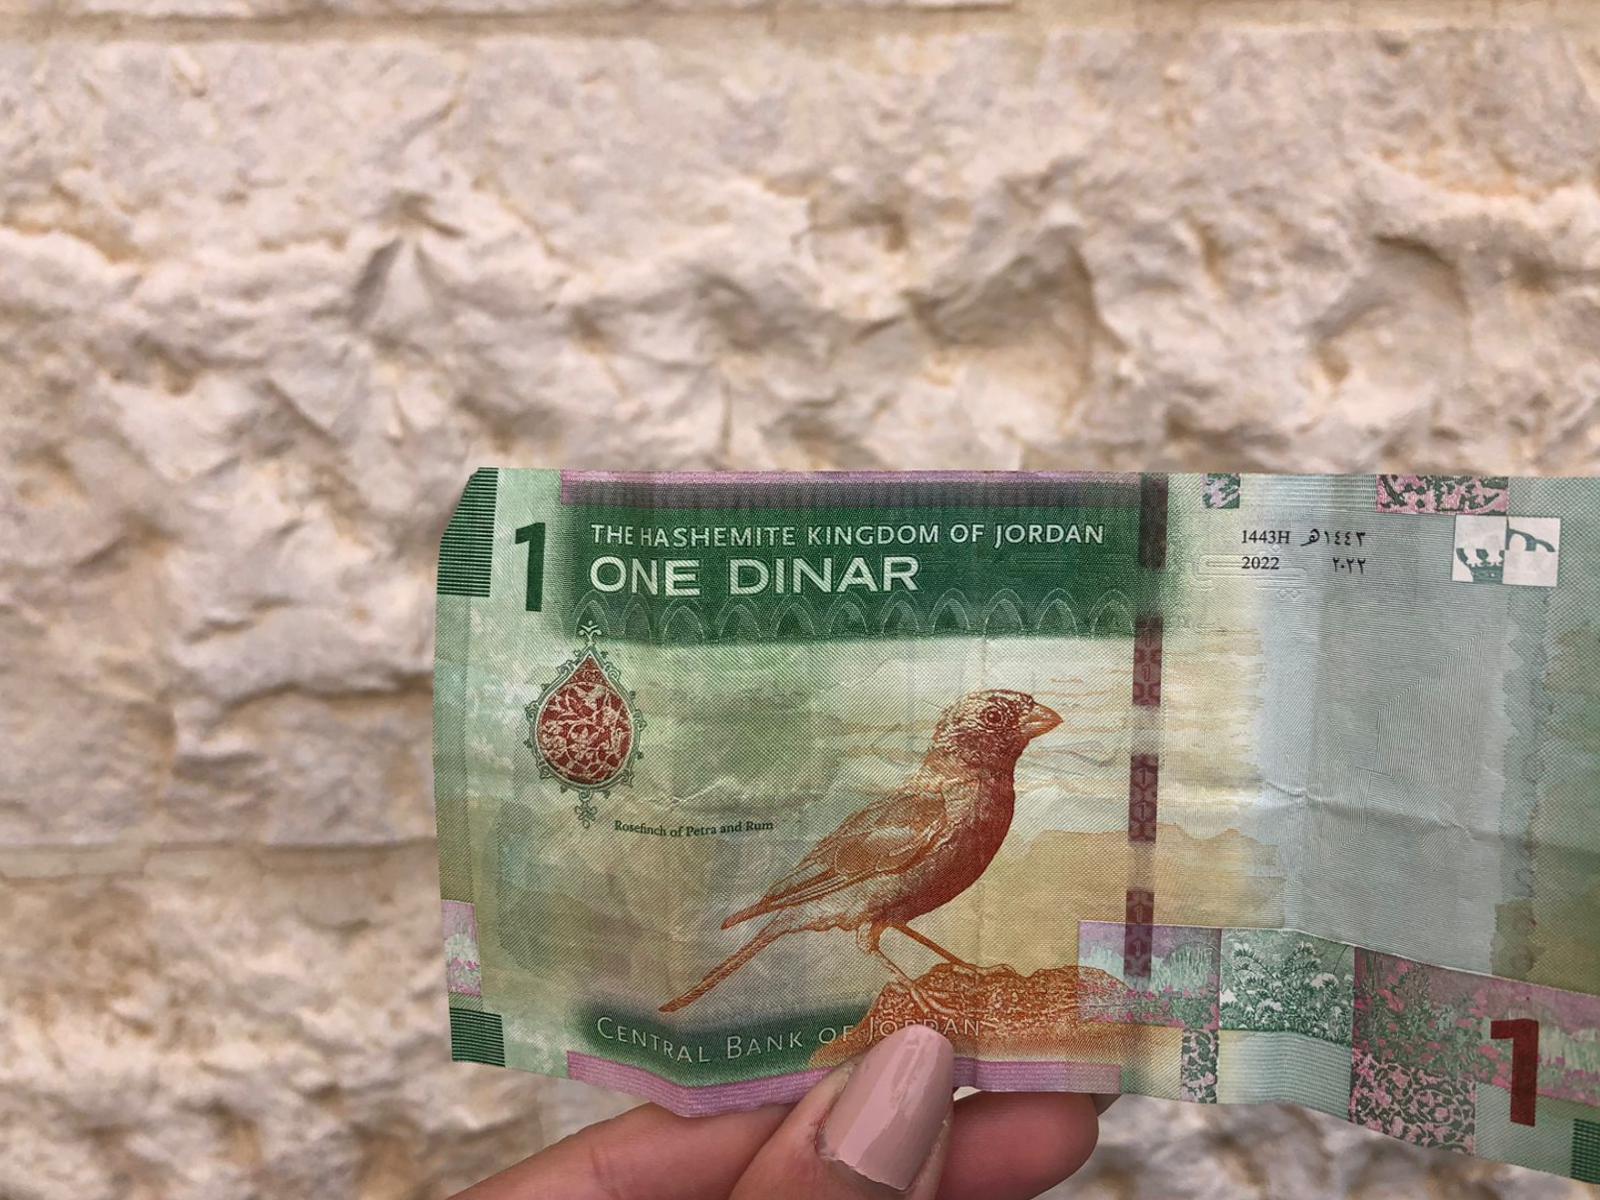 1
THE HASHEMITE KINGDOM OF JORDAN
ONE DINAR
1443H ١٤٤٣هـ
2022 ٢٠٢٢
Rosefinch of Petra and Rum
CENTRAL BANK OF JORDAN
1